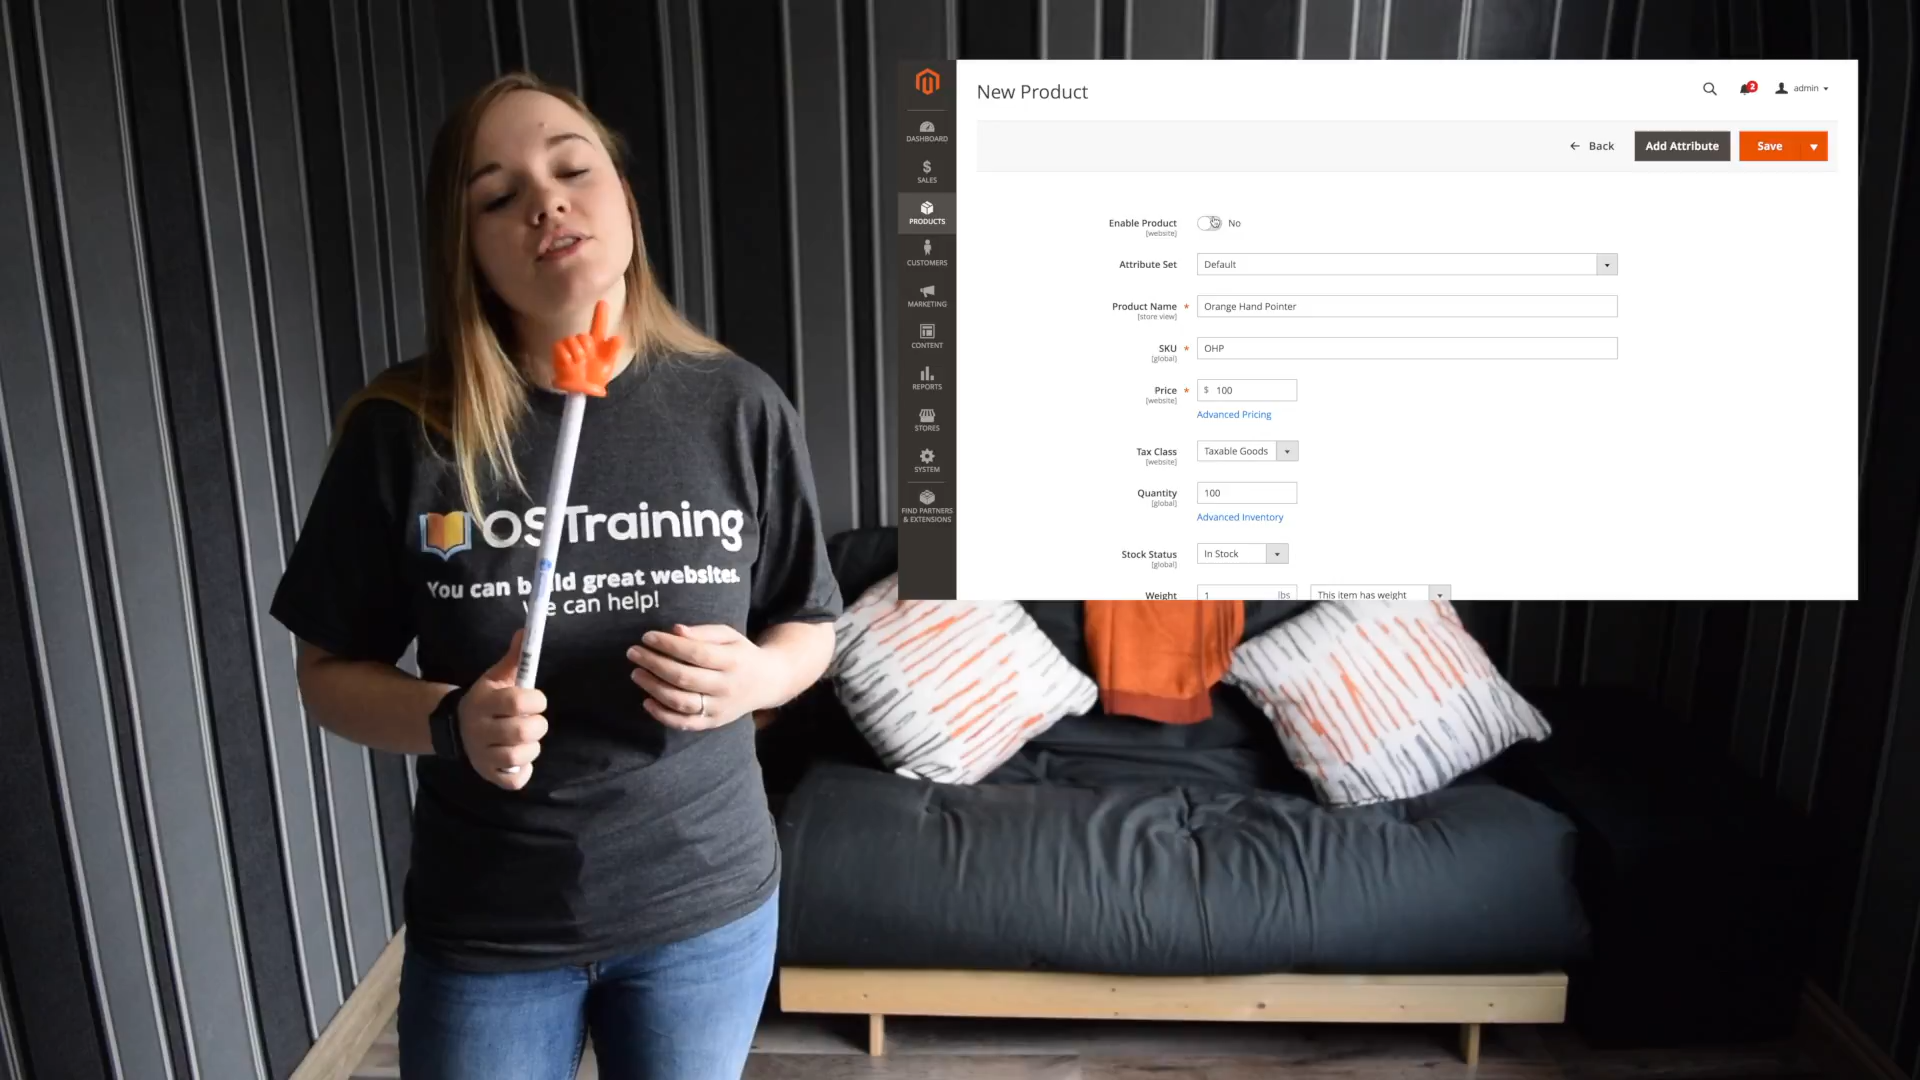 New Product
2
admin
Back
Add Attribute
Save
DASHBOARD
SALES
PRODUCTS
CUSTOMERS
MARKETING
CONTENT
REPORTS
STORES
SYSTEM
FIND PARTNERS
& EXTENSIONS
Enable Product
[website]
No
Attribute Set
Default
Product Name *
[store view]
Orange Hand Pointer
SKU *
[global]
OHP
Price *
[website]
$ 100
Advanced Pricing
Tax Class
[website]
Taxable Goods
Quantity
[global]
100
Advanced Inventory
Stock Status
[global]
In Stock
Weight
1 lbs
This item has weight
OSTraining
You can b ld great websites.
e can help!